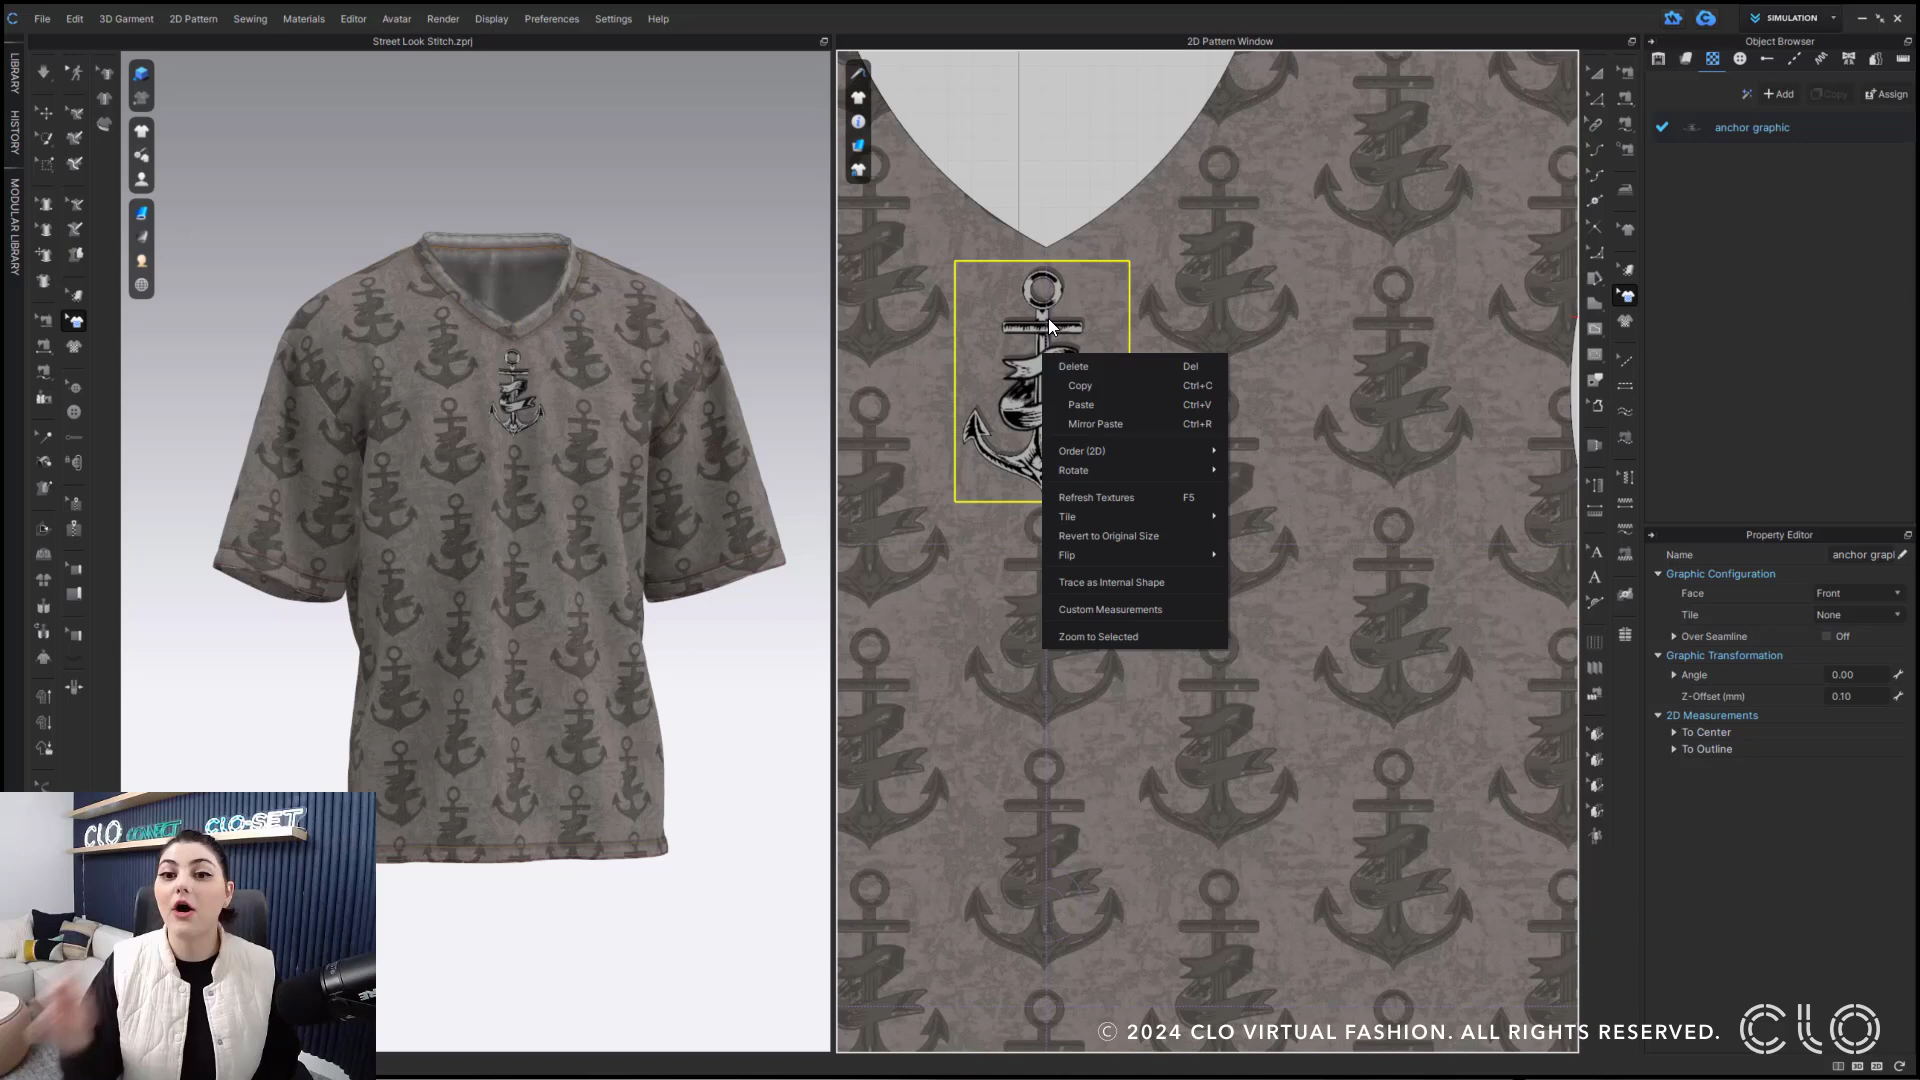 File Edit 3D Garment 2D Pattern Sewing Materials Editor Avatar Render Display Preferences Settings Help
SIMULATION
Street Look Stitch.zprj
2D Pattern Window
Object Browser
LIBRARY
HISTORY
MODULAR LIBRARY
Add Copy Assign
anchor graphic
Delete Del
Copy Ctrl+C
Paste Ctrl+V
Mirror Paste Ctrl+R
Order (2D)
Rotate
Refresh Textures F5
Tile
Revert to Original Size
Flip
Trace as Internal Shape
Custom Measurements
Zoom to Selected
Property Editor
Name anchor grapl
Graphic Configuration
Face Front
Tile None
Over Seamline Off
Graphic Transformation
Angle 0.00
Z-Offset (mm) 0.10
2D Measurements
To Center
To Outline
CLO CONNECT CLO-SET
© 2024 CLO VIRTUAL FASHION. ALL RIGHTS RESERVED. CLO